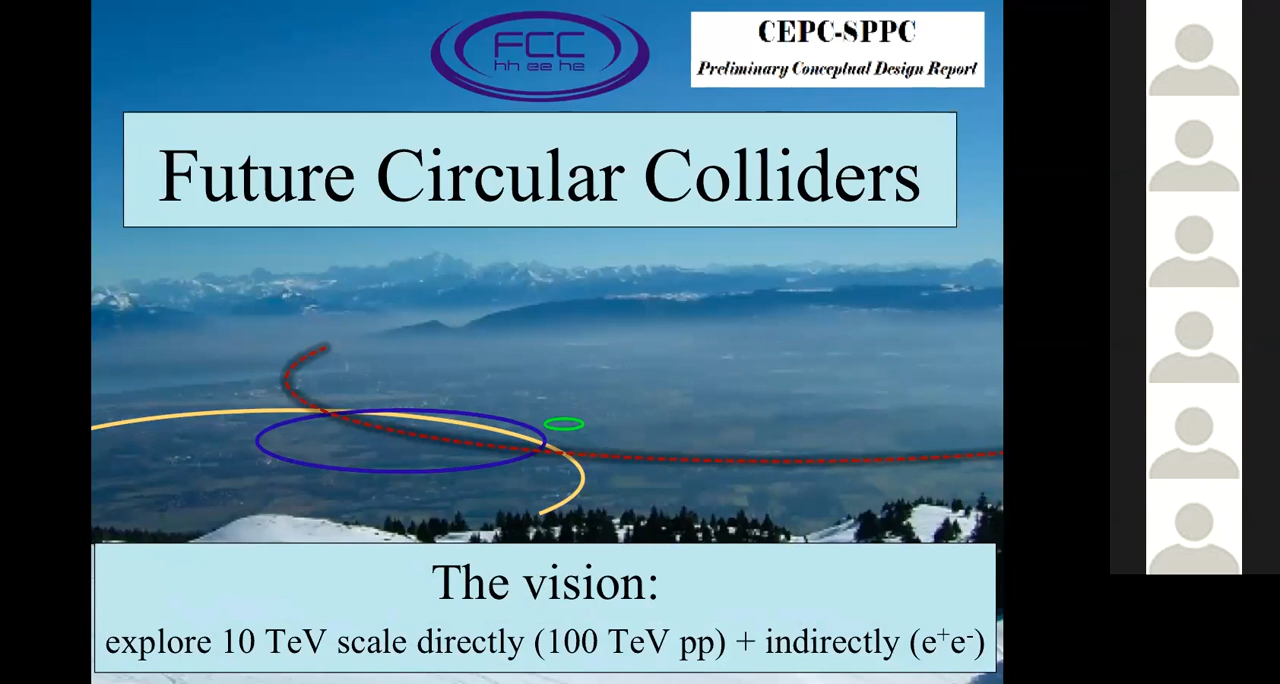 FCC
hh ee he
CEPC-SPPC
Preliminary Conceptual Design Report
Future Circular Colliders
The vision:
explore 10 TeV scale directly (100 TeV pp) + indirectly (e⁺e⁻)